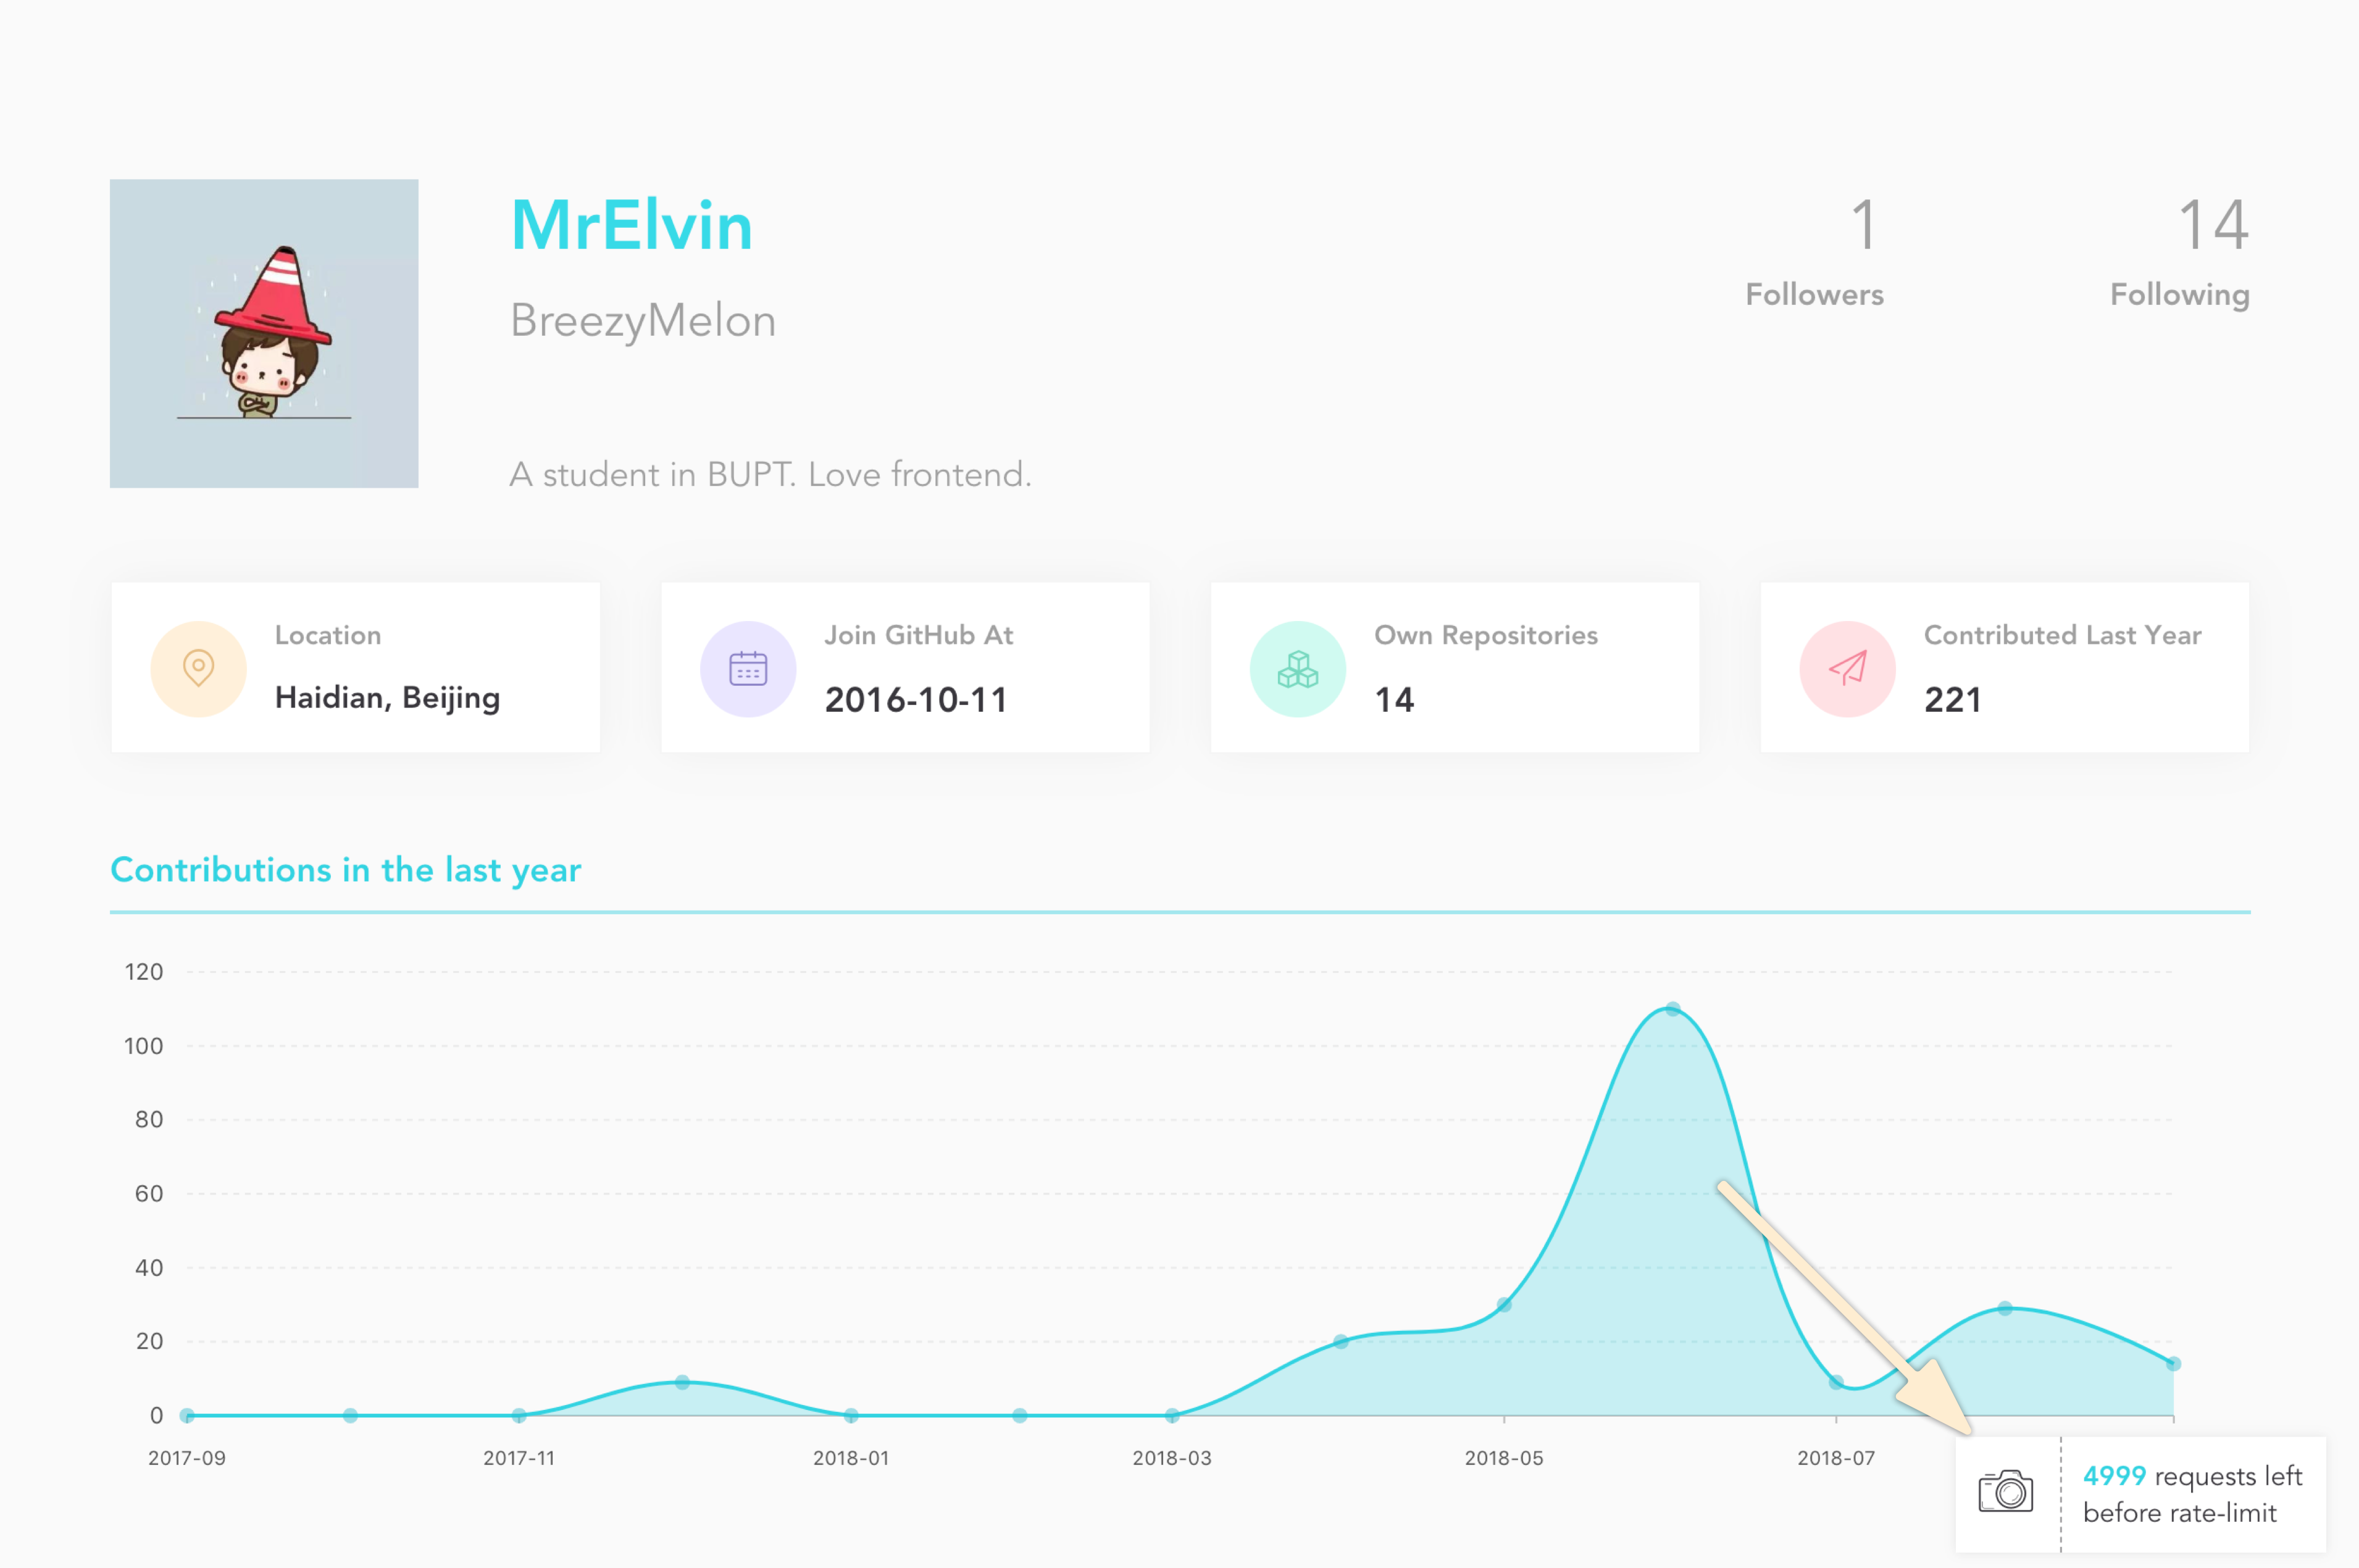 MrElvin
BreezyMelon
A student in BUPT. Love frontend.
1
Followers
14
Following
Location
Haidian, Beijing
Join GitHub At
2016-10-11
Own Repositories
14
Contributed Last Year
221
Contributions in the last year
120
100
80
60
40
20
0
2017-09
2017-11
2018-01
2018-03
2018-05
2018-07
4999 requests left
before rate-limit